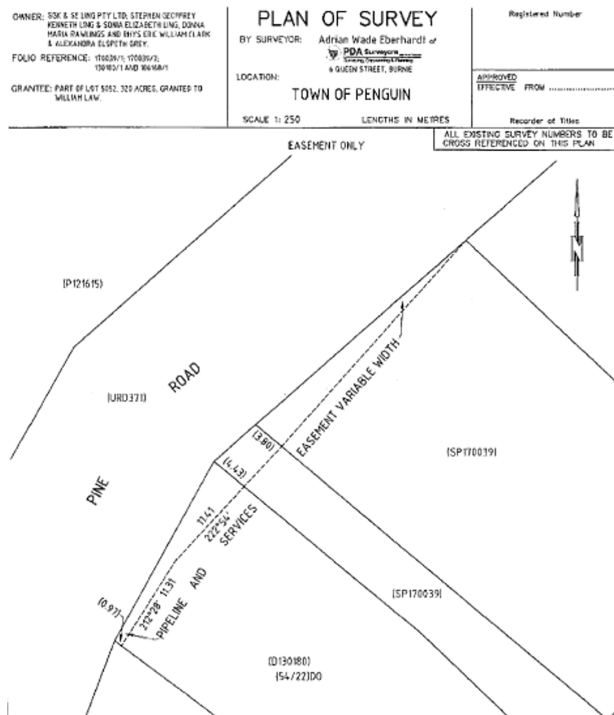 OWNER: SGK & SE LING PTY LTD; STEPHEN GEOFFREY
KENNETH LING & SONIA ELIZABETH LING, DONNA
MARIA RAWLINGS AND RHYS ERIC WILLIAM CLARK
& ALEXANDRA ELSPETH GREY.
FOLIO REFERENCE: 170039/1; 170039/2;
130180/1 AND
GRANTEE: PART OF LOT 5052, 320 ACRES, GRANTED TO
WILLIAM LAW.
PLAN OF SURVEY
BY SURVEYOR: Adrian Wade Eberhardt of
PDA Surveyors
Surveying, Engineering & Planning
6 QUEEN STREET, BURNIE
LOCATION:
TOWN OF PENGUIN
SCALE 1: 250 LENGTHS IN METRES
Registered Number
APPROVED
EFFECTIVE FROM ....................
Recorder of Titles
ALL EXISTING SURVEY NUMBERS TO BE
CROSS REFERENCED ON THIS PLAN
EASEMENT ONLY
N
(P121615)
ROAD
(URD371)
PINE
EASEMENT VARIABLE WIDTH
(3.80)
(4.43)
(SP170039)
11.41
222°54'
SERVICES
11.31
212°28'
PIPELINE AND
(0.97)
(SP170039)
(D130180)
(54/22)DO